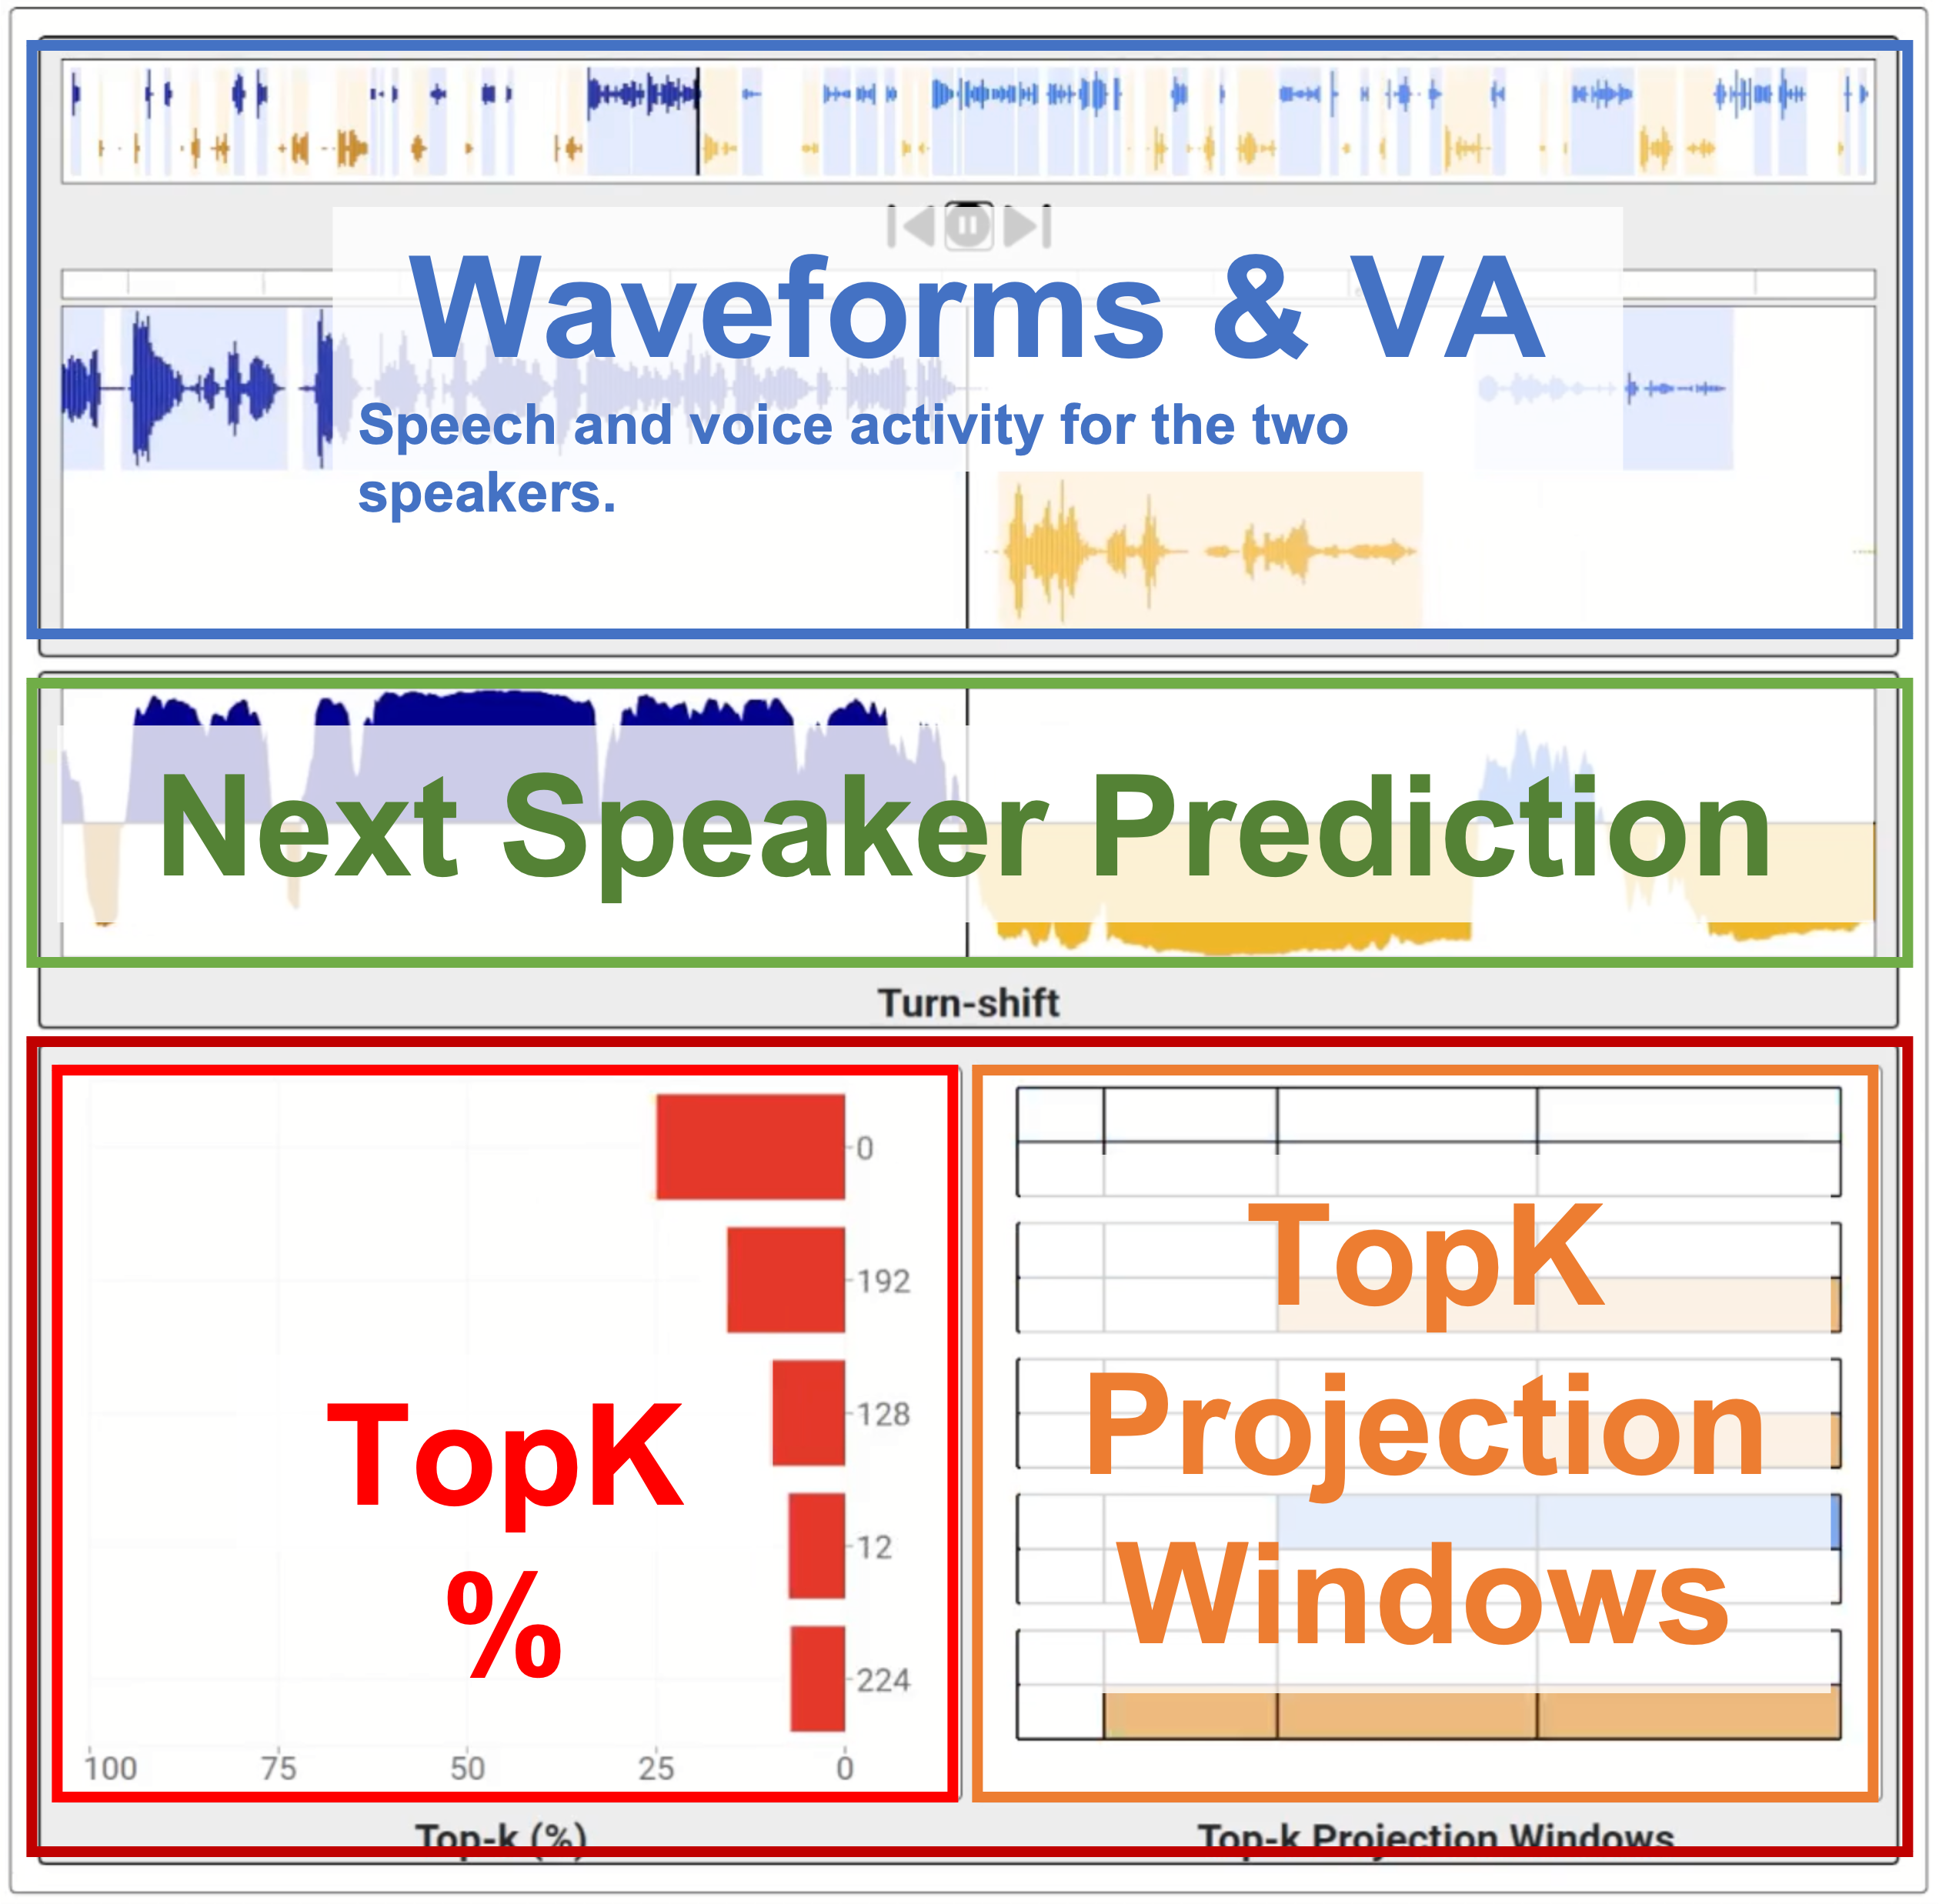 Waveforms & VA
Speech and voice activity for the two
speakers.
Next Speaker Prediction
Turn-shift
0
192
128
12
224
TopK
%
100 75 50 25 0
Top-k (%)
TopK
Projection
Windows
Top-k Projection Windows